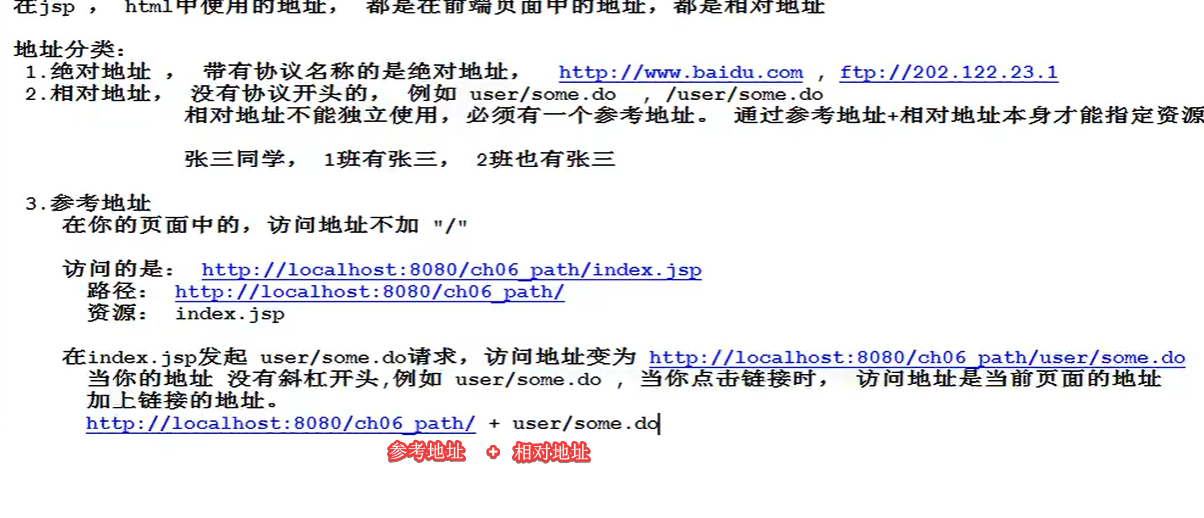 在jsp ， html中使用的地址， 都是在前端页面中的地址，都是相对地址
地址分类：
1.绝对地址 ， 带有协议名称的是绝对地址， http://www.baidu.com , ftp://202.122.23.1
2.相对地址， 没有协议开头的， 例如 user/some.do , /user/some.do
相对地址不能独立使用，必须有一个参考地址。 通过参考地址+相对地址本身才能指定资源
张三同学， 1班有张三， 2班也有张三
3.参考地址
在你的页面中的，访问地址不加 "/"
访问的是： http://localhost:8080/ch06_path/index.jsp
路径： http://localhost:8080/ch06_path/
资源： index.jsp
在index.jsp发起 user/some.do请求，访问地址变为 http://localhost:8080/ch06_path/user/some.do
当你的地址 没有斜杠开头,例如 user/some.do , 当你点击链接时， 访问地址是当前页面的地址
加上链接的地址。
http://localhost:8080/ch06_path/ + user/some.do
参考地址 + 相对地址